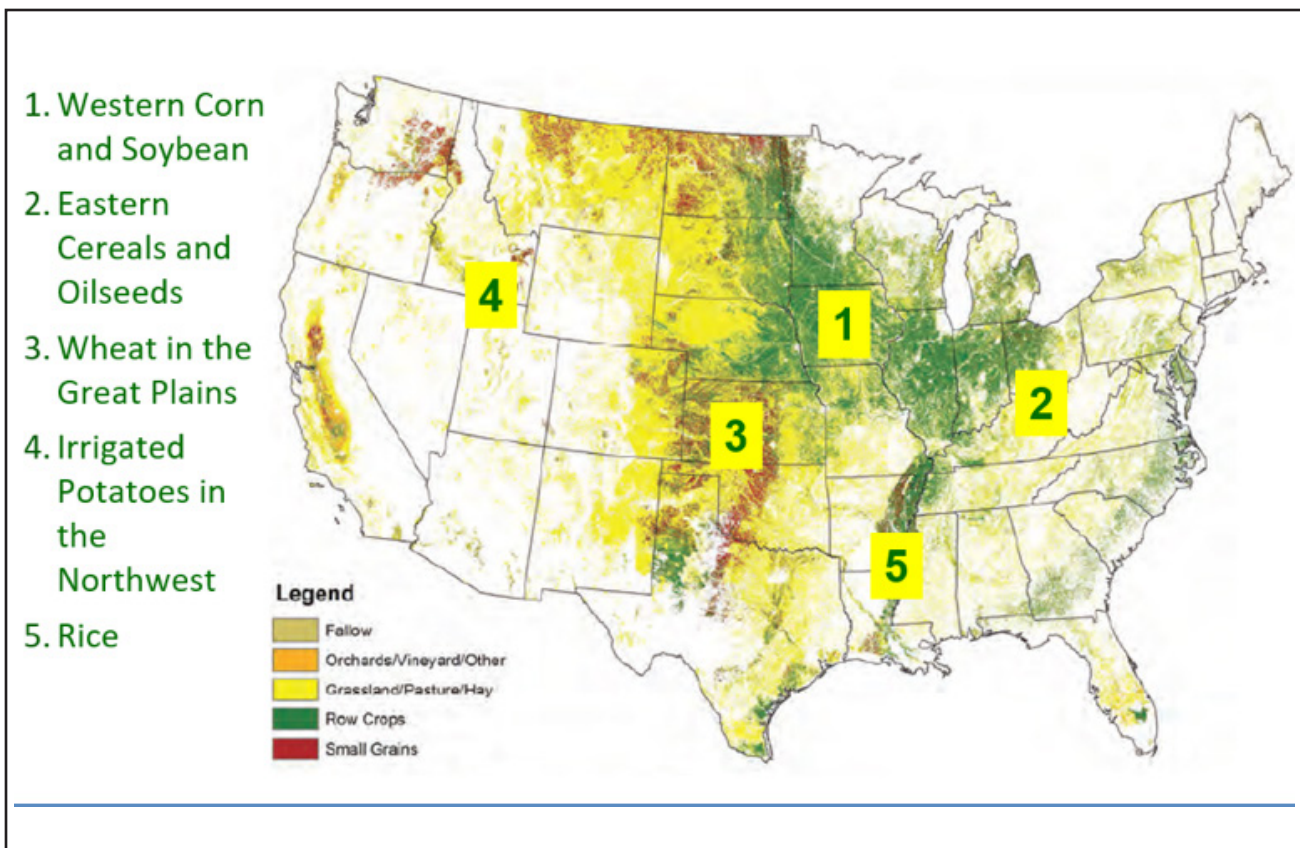 1. Western Corn
and Soybean
2. Eastern
Cereals and
Oilseeds
3. Wheat in the
Great Plains
4. Irrigated
Potatoes in
the
Northwest
5. Rice
4
1
2
3
5
Legend
Fallow
Orchards/Vineyard/Other
Grassland/Pasture/Hay
Row Crops
Small Grains